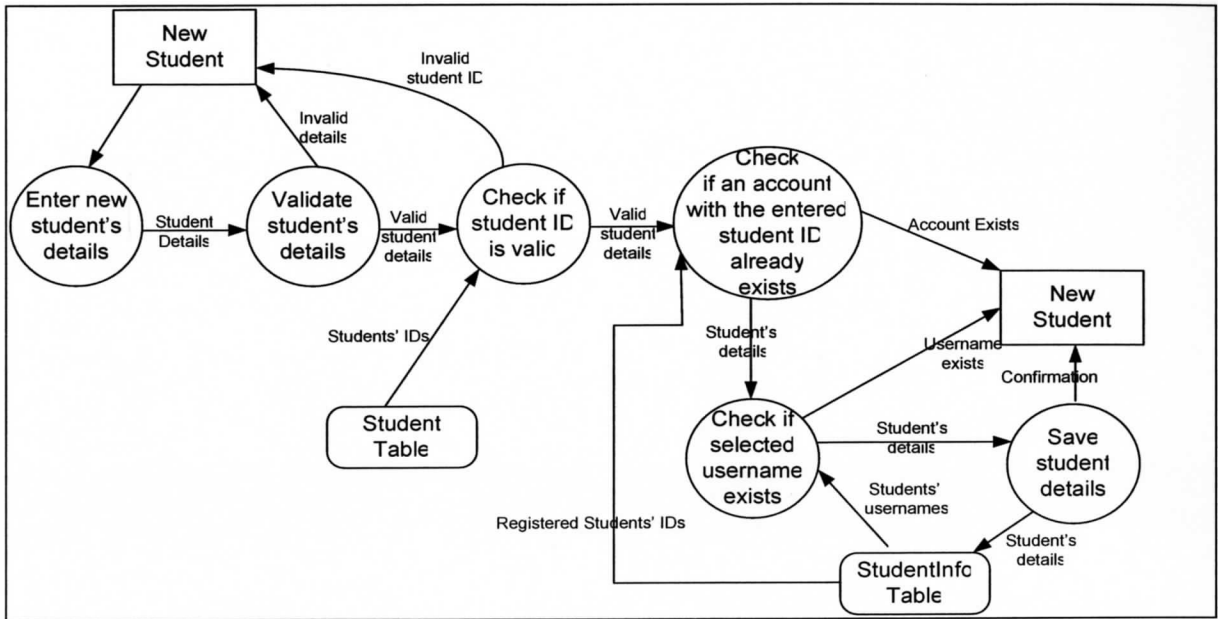 New
Student
Invalid
student ID
Invalid
details
Enter new
student's
details
Student
Details
Validate
student's
details
Valid
student
details
Check if
student ID
is valid
Valid
student
details
Check
if an account
with the entered
student ID
already
exists
Account Exists
New
Student
Students' IDs
Student
Table
Student's
details
Username
exists
Confirmation
Check if
selected
username
exists
Student's
details
Save
student
details
Students'
usernames
Registered Students' IDs
Student's
details
StudentInfo
Table